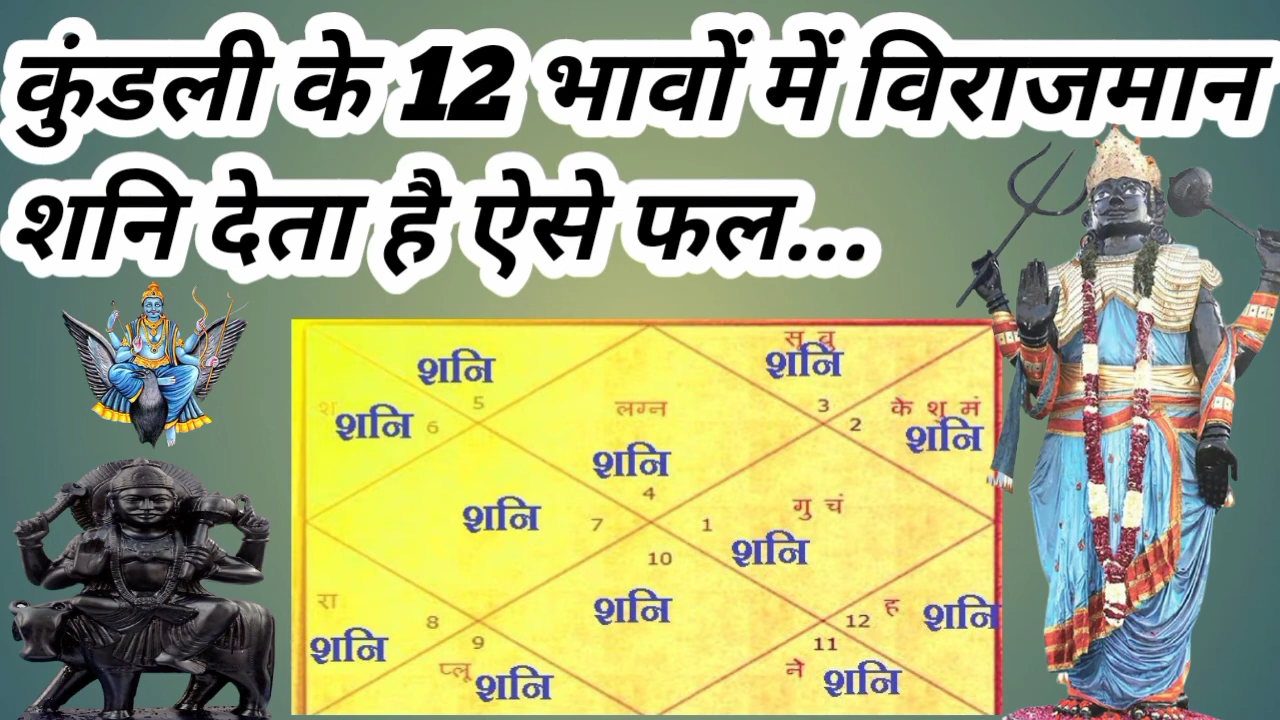 कुंडली के 12 भावों में विराजमान
शनि देता है ऐसे फल...
सू बु
शनि
शनि
5
लग्न
3
के शु मं
श
शनि
6
2
शनि
शनि
4
शनि
7
1
गु चं
शनि
10
रा
शनि
ह
शनि
8
12
शनि
9
11
प्लू
शनि
ने
शनि